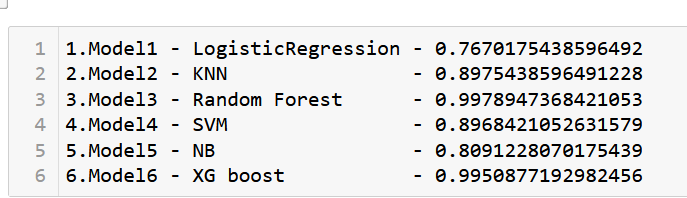 1 1.Model1 - LogisticRegression - 0.7670175438596492
2 2.Model2 - KNN - 0.8975438596491228
3 3.Model3 - Random Forest - 0.9978947368421053
4 4.Model4 - SVM - 0.8968421052631579
5 5.Model5 - NB - 0.8091228070175439
6 6.Model6 - XG boost - 0.9950877192982456